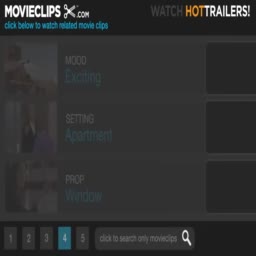 MOVIECLIPS .COM
WATCH HOTTRAILERS!
click below to watch related movie clips
MOOD
Exciting
SETTING
Apartment
PROP
Window
1 2 3 4 5
click to search only movieclips